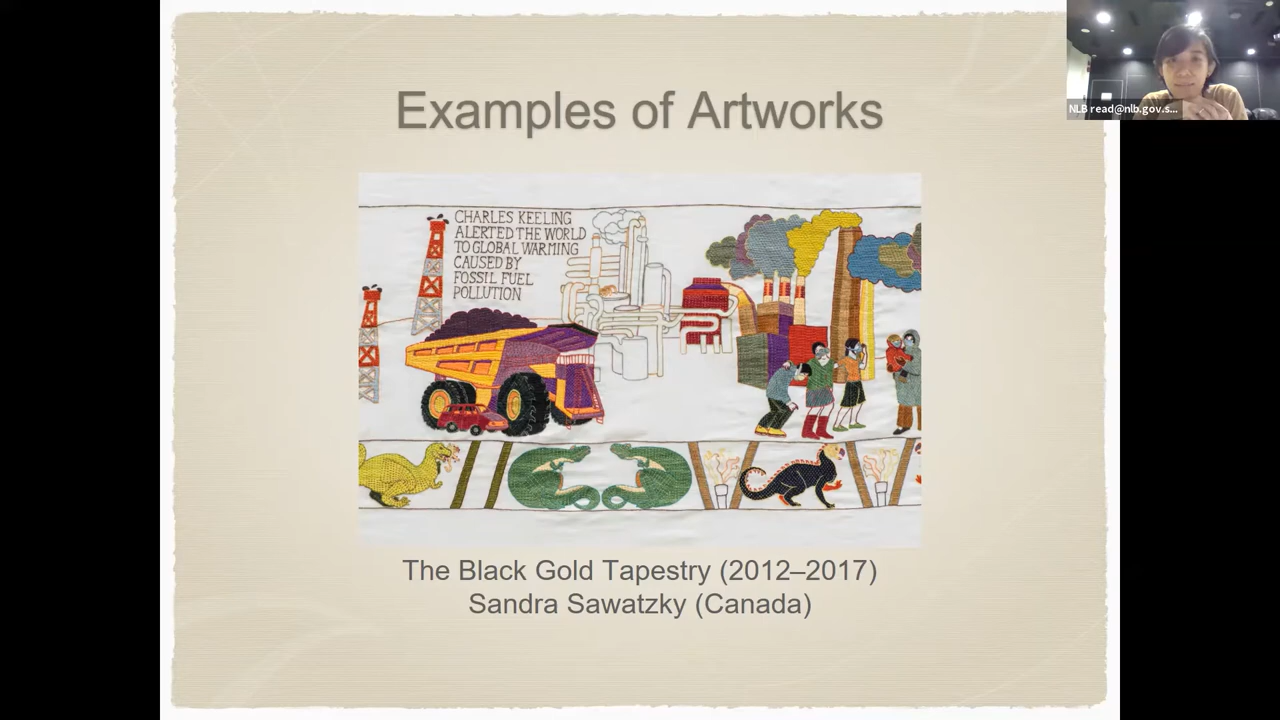 Examples of Artworks
NLB read@nlb.gov.s...
CHARLES KEELING
ALERTED THE WORLD
TO GLOBAL WARMING
CAUSED BY
FOSSIL FUEL
POLLUTION
The Black Gold Tapestry (2012–2017)
Sandra Sawatzky (Canada)